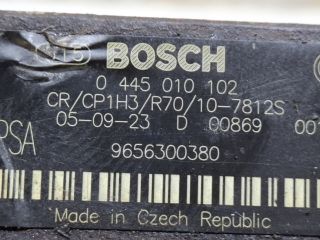 BOSCH
0 445 010 102
CR/CP1H3/R70/10-7812S
05-09-23 D 00869 001
PSA
9656300380
Made in Czech Republic